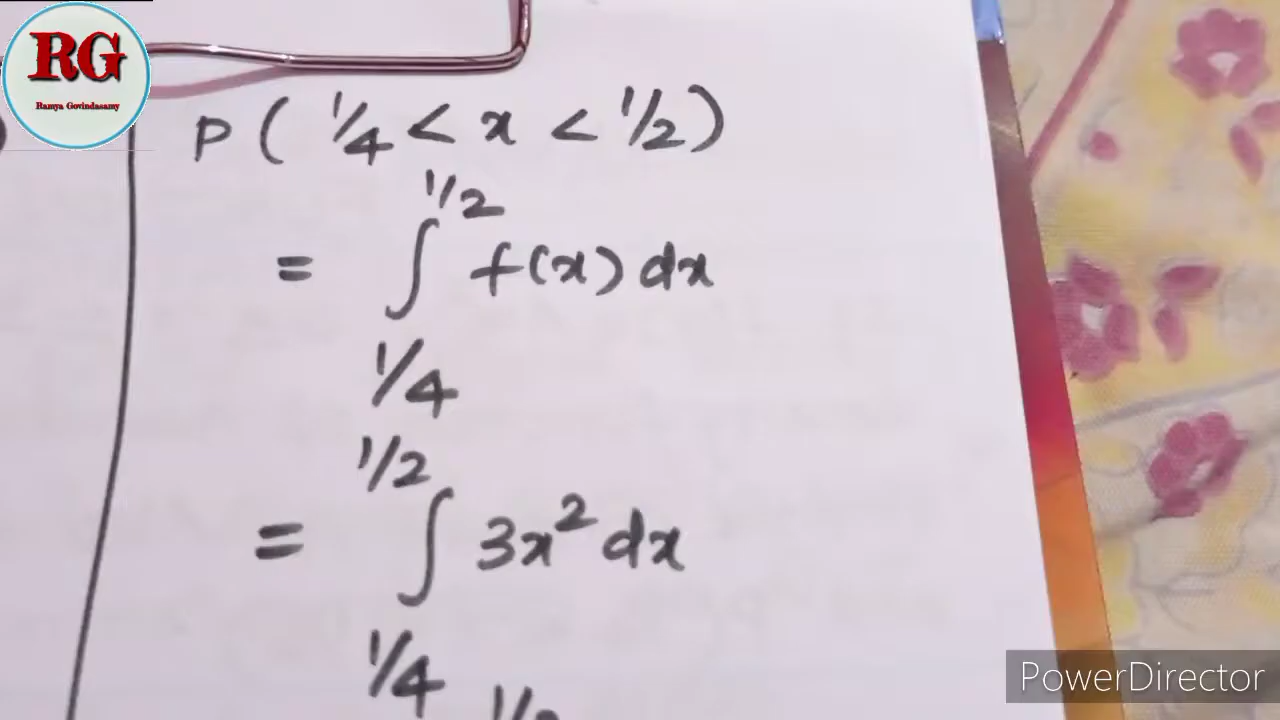 RG
Ramya Govindasamy
P ( 1/4 < x < 1/2 )
1/2
= ∫ f(x) dx
1/4
1/2
= ∫ 3x² dx
1/4
PowerDirector